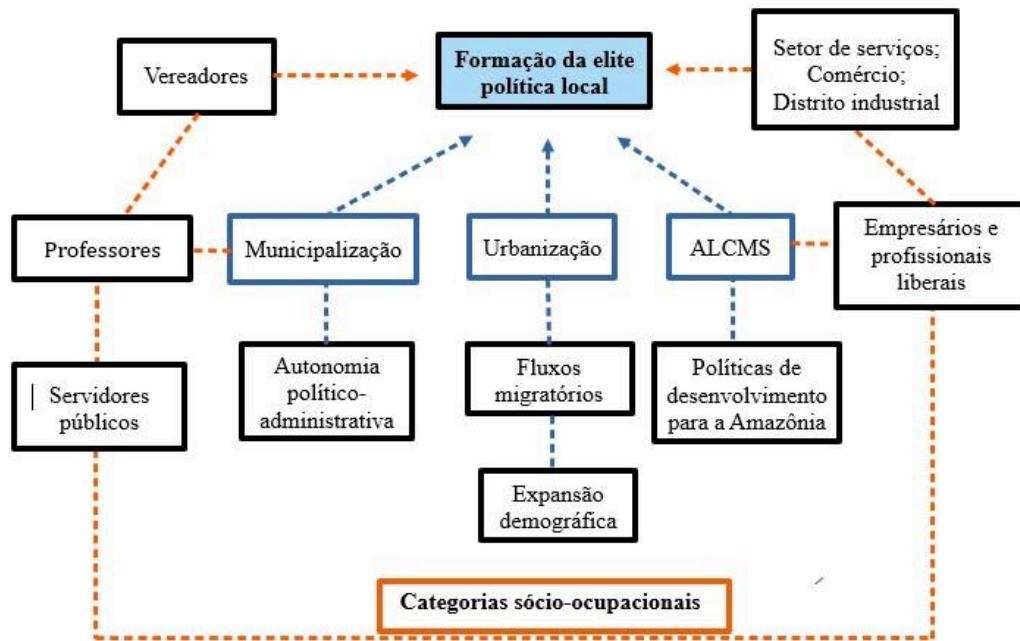 Vereadores
Formação da elite
política local
Setor de serviços;
Comércio;
Distrito industrial
Professores
Municipalização
Urbanização
ALCMS
Empresários e
profissionais
liberais
Servidores
públicos
Autonomia
político-
administrativa
Fluxos
migratórios
Políticas de
desenvolvimento
para a Amazônia
Expansão
demográfica
Categorias sócio-ocupacionais